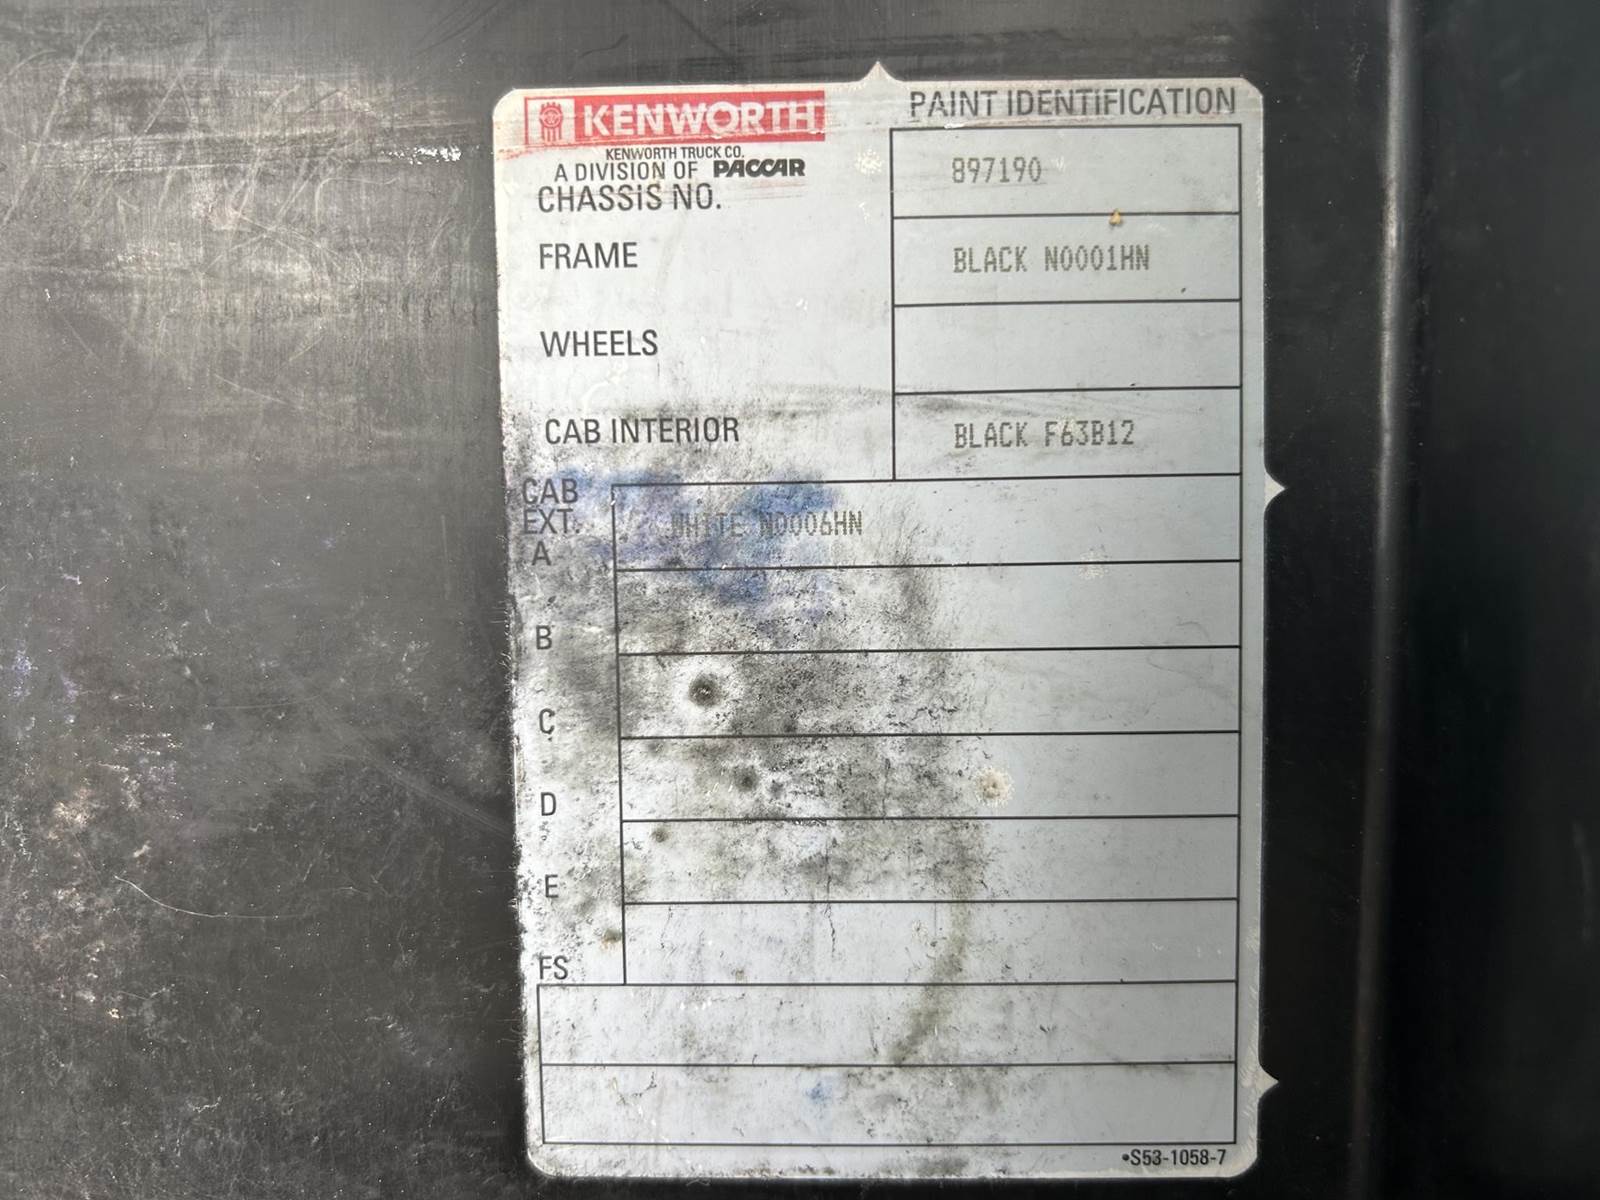 KENWORTH
KENWORTH TRUCK CO.
A DIVISION OF PACCAR
PAINT IDENTIFICATION
CHASSIS NO. 897190
FRAME BLACK N0001HN
WHEELS
CAB INTERIOR BLACK F63B12
CAB
EXT.
A WHITE N0006HN
B
C
D
E
FS
•S53-1058-7